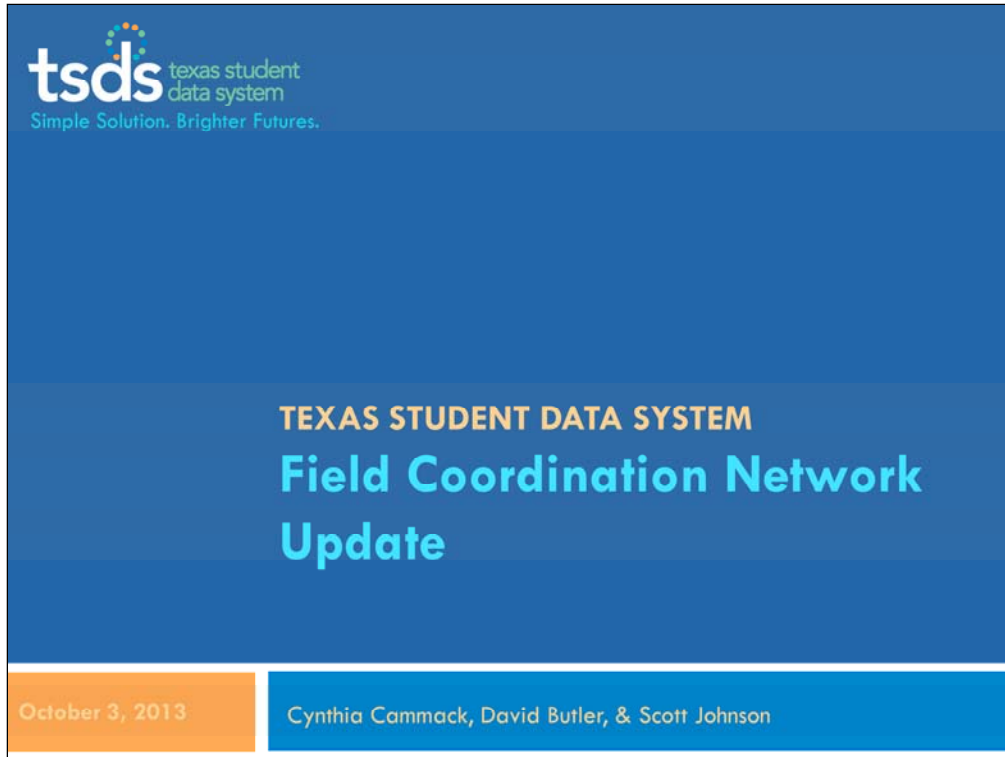 tsds texas student
data system
Simple Solution. Brighter Futures.
TEXAS STUDENT DATA SYSTEM
Field Coordination Network
Update
October 3, 2013
Cynthia Cammack, David Butler, & Scott Johnson